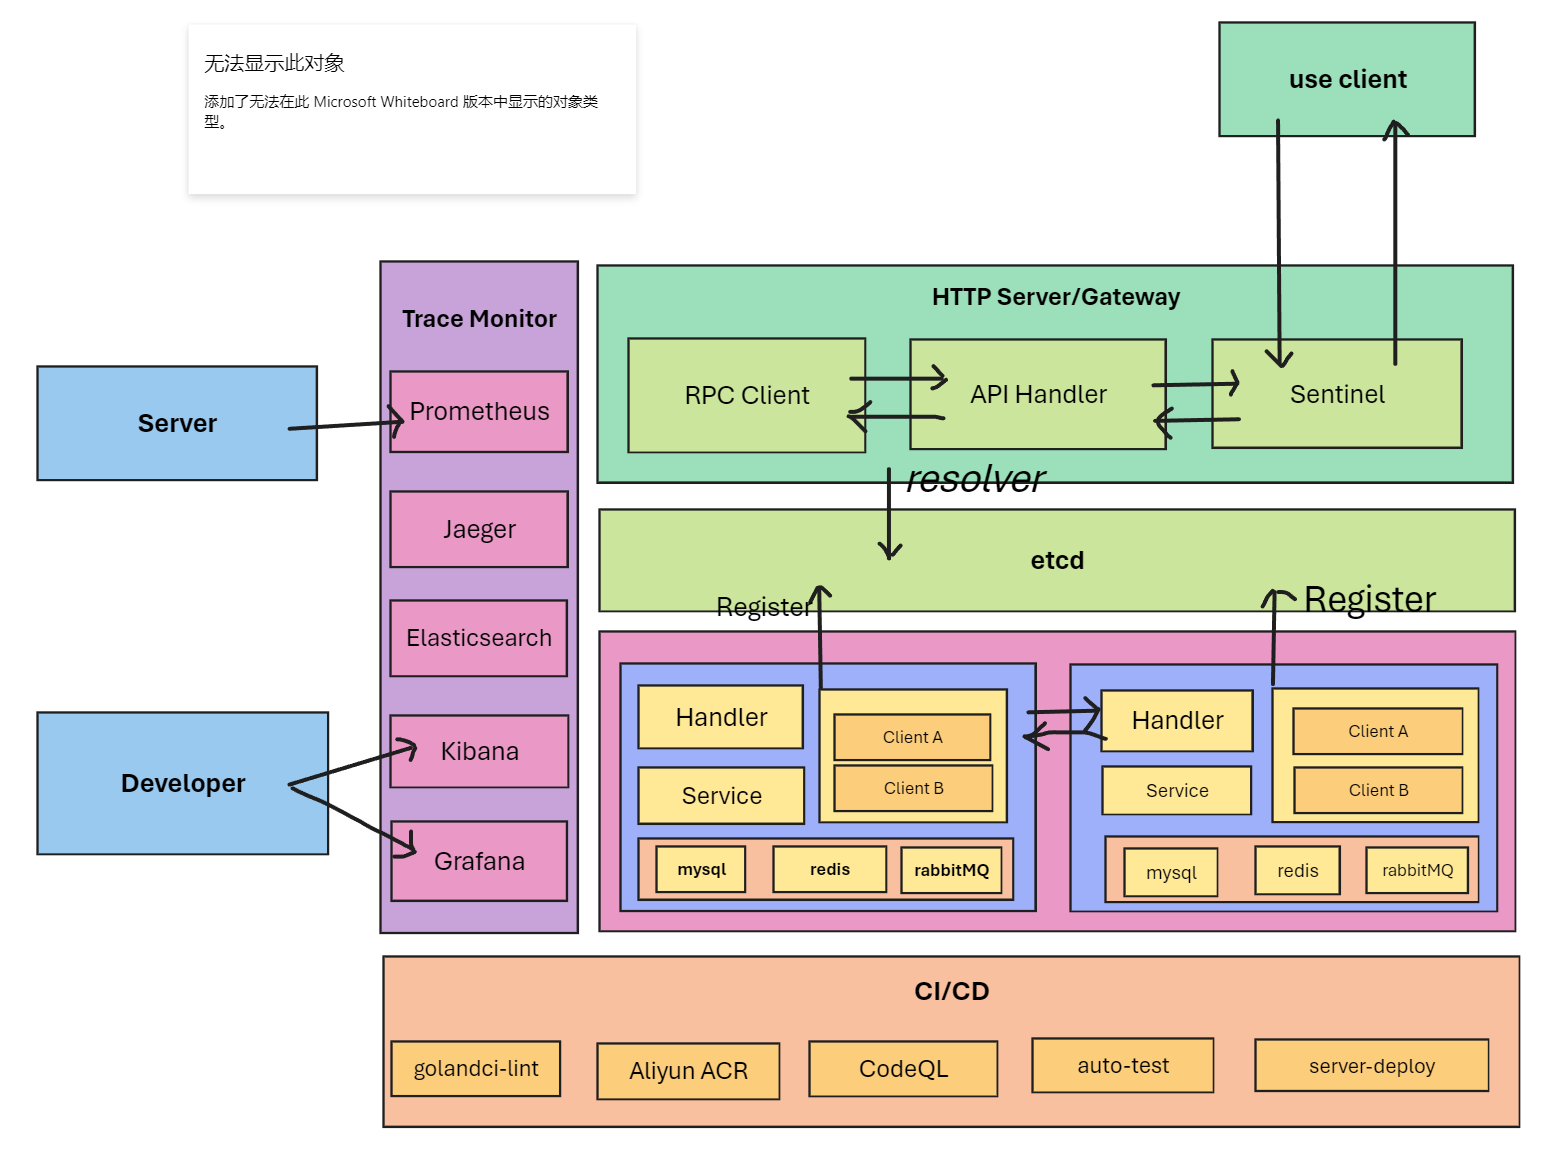 无法显示此对象
添加了无法在此 Microsoft Whiteboard 版本中显示的对象类
型。
use client
HTTP Server/Gateway
RPC Client
API Handler
Sentinel
resolver
etcd
Register
Register
Server
Developer
Trace Monitor
Prometheus
Jaeger
Elasticsearch
Kibana
Grafana
Handler
Service
Client A
Client B
mysql
redis
rabbitMQ
Handler
Service
Client A
Client B
mysql
redis
rabbitMQ
CI/CD
golandci-lint
Aliyun ACR
CodeQL
auto-test
server-deploy